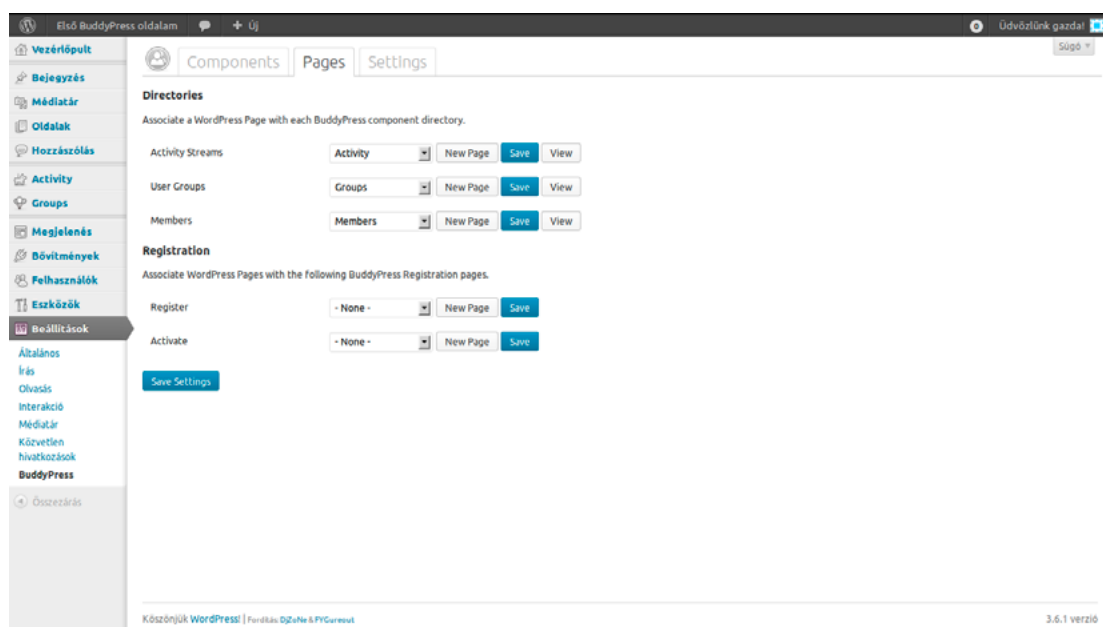 Első BuddyPress oldalam + Új 0 Üdvözlünk gazda!
Súgó
Vezérlőpult
Bejegyzés
Médiatár
Oldalak
Hozzászólás
Activity
Groups
Megjelenés
Bővítmények
Felhasználók
Eszközök
Beállítások
Általános
Írás
Olvasás
Interakció
Médiatár
Közvetlen
hivatkozások
BuddyPress
Összezárás
Components Pages Settings
Directories
Associate a WordPress Page with each BuddyPress component directory.
Activity Streams Activity New Page Save View
User Groups Groups New Page Save View
Members Members New Page Save View
Registration
Associate WordPress Pages with the following BuddyPress Registration pages.
Register - None - New Page Save
Activate - None - New Page Save
Save Settings
Köszönjük WordPress! | Fordítás: DjZoNe & FYGureout 3.6.1 verzió